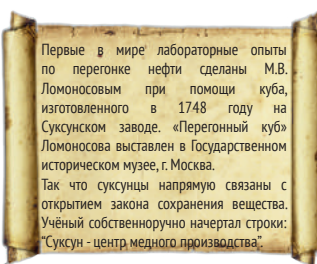 Первые в мире лабораторные опыты
по перегонке нефти сделаны М.В.
Ломоносовым при помощи куба,
изготовленного в 1748 году на
Суксунском заводе. «Перегонный куб»
Ломоносова выставлен в Государственном
историческом музее, г. Москва.
Так что суксунцы напрямую связаны с
открытием закона сохранения вещества.
Учёный собственноручно начертал строки:
"Суксун - центр медного производства".